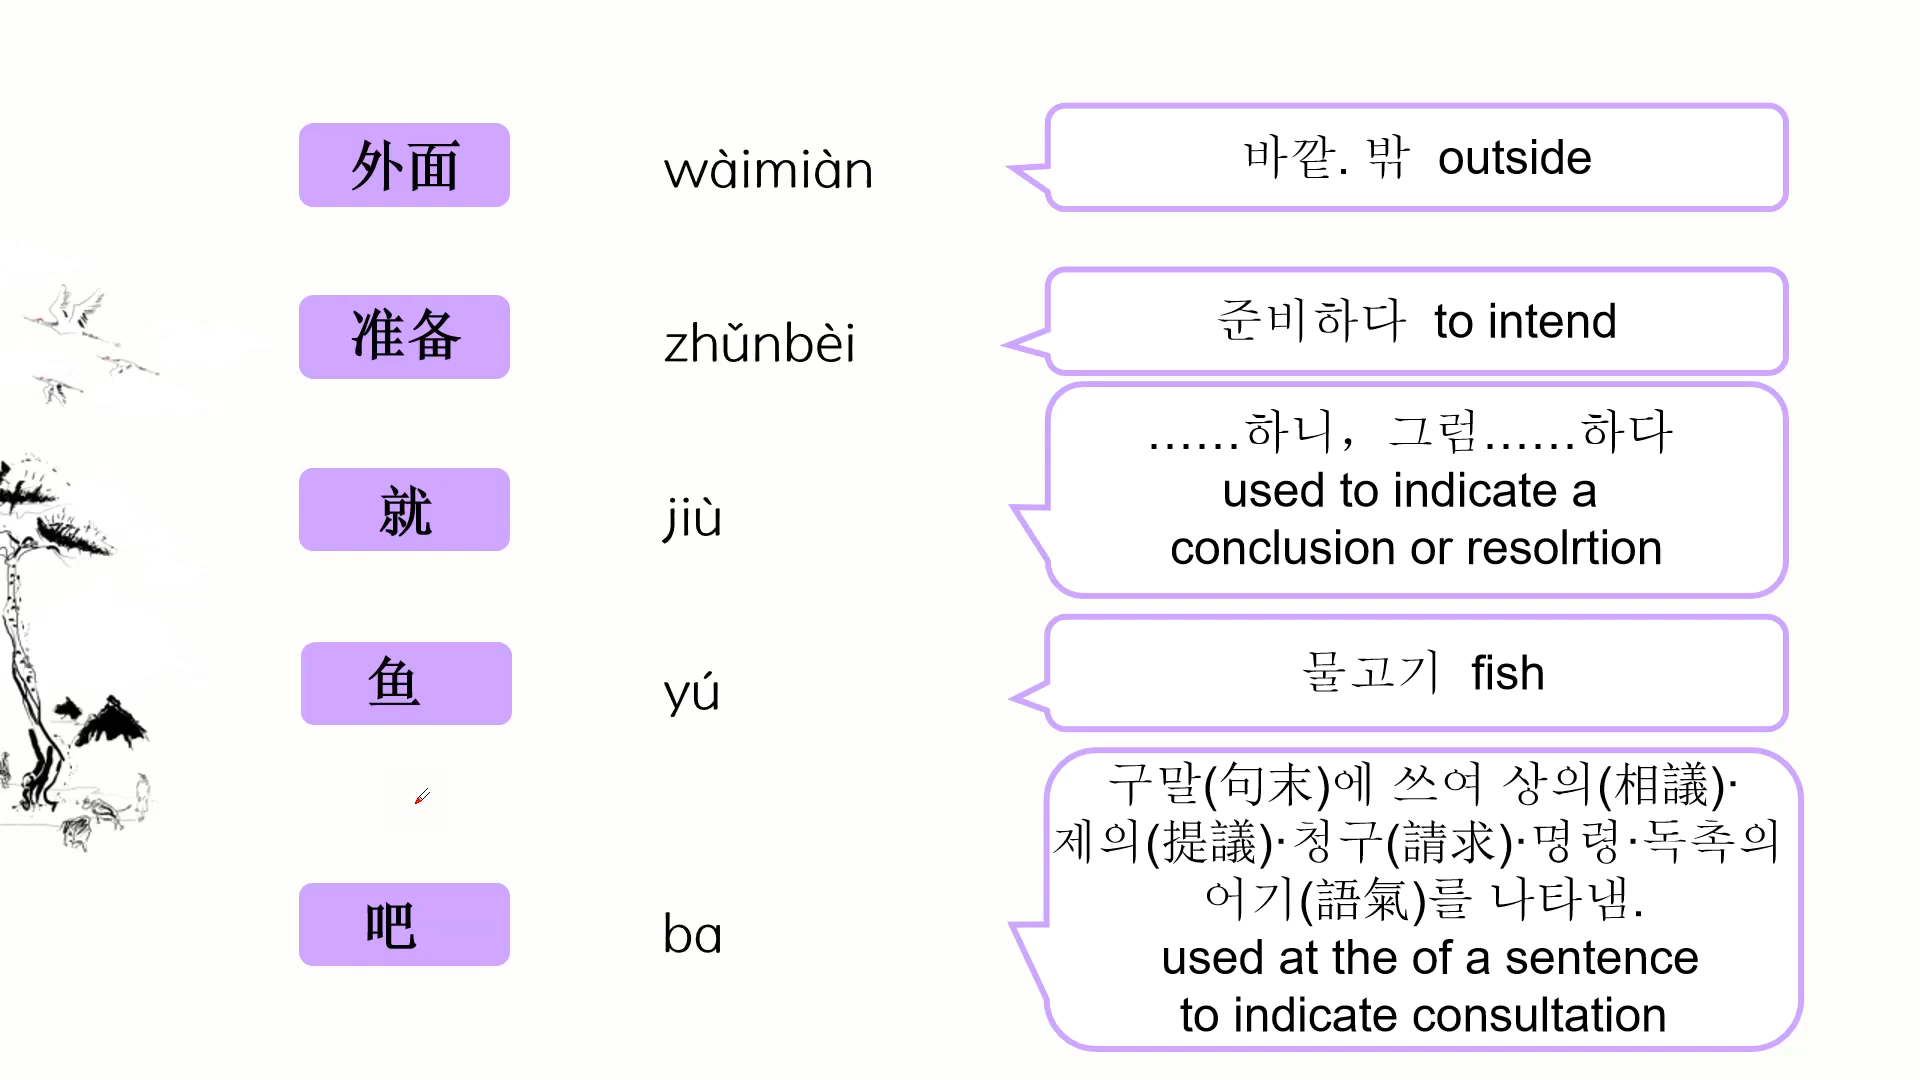 外面 wàimiàn 바깥. 밖 outside
准备 zhǔnbèi 준비하다 to intend
就 jiù
……하니，그럼……하다
used to indicate a
conclusion or resolrtion
鱼 yú 물고기 fish
吧 ba
구말(句末)에 쓰여 상의(相議)·
제의(提議)·청구(請求)·명령·독촉의
어기(語氣)를 나타냄.
used at the of a sentence
to indicate consultation